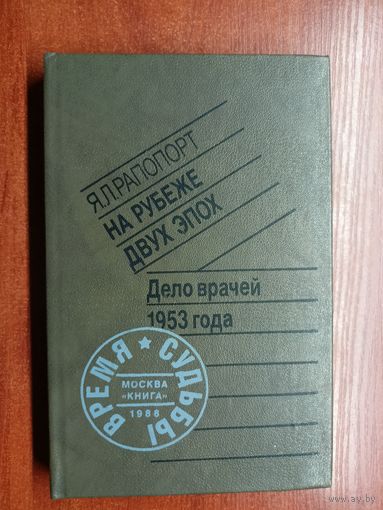 Я.Л.РАПОПОРТ
НА РУБЕЖЕ
ДВУХ ЭПОХ
Дело врачей
1953 года
ВРЕМЯ ★ СУДЬБЫ
МОСКВА
«КНИГА»
1988
ay.by